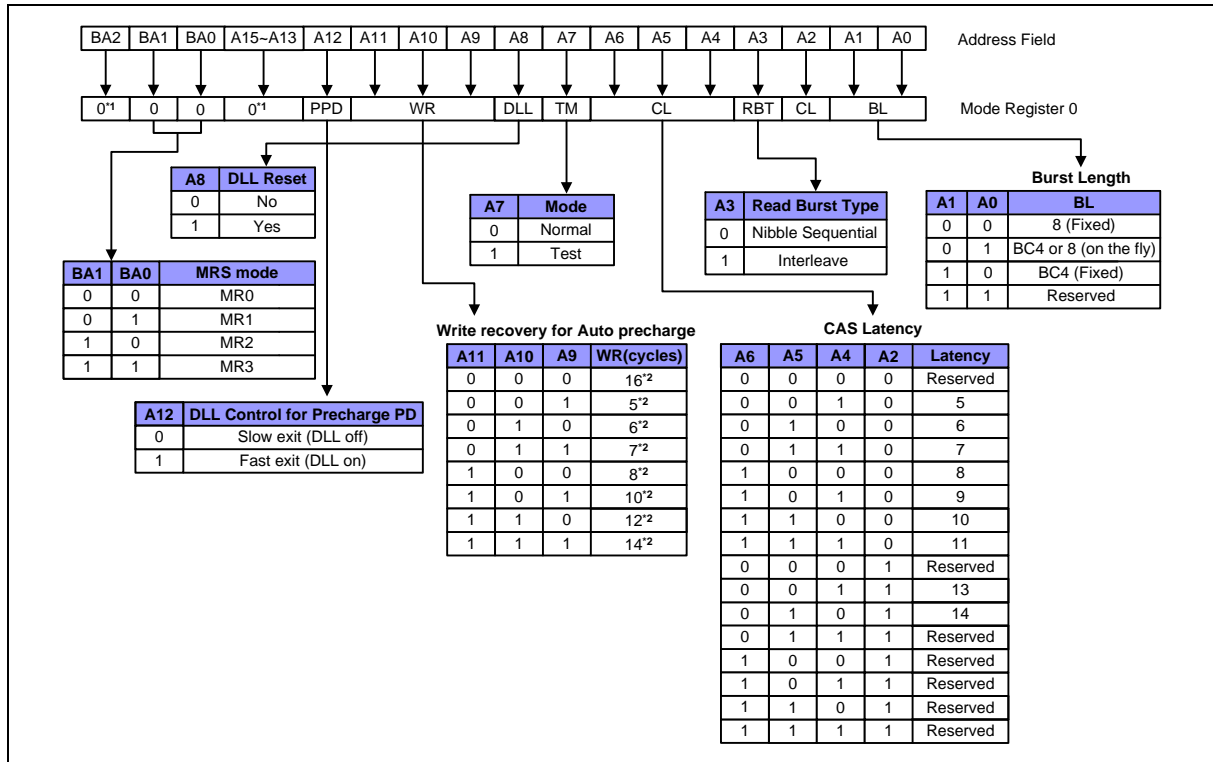 BA2 BA1 BA0 A15~A13 A12 A11 A10 A9 A8 A7 A6 A5 A4 A3 A2 A1 A0 Address Field
0*1 0 0 0*1 PPD WR DLL TM CL RBT CL BL Mode Register 0
A8 DLL Reset
0 No
1 Yes
A7 Mode
0 Normal
1 Test
A3 Read Burst Type
0 Nibble Sequential
1 Interleave
Burst Length
A1 A0 BL
0 0 8 (Fixed)
0 1 BC4 or 8 (on the fly)
1 0 BC4 (Fixed)
1 1 Reserved
BA1 BA0 MRS mode
0 0 MR0
0 1 MR1
1 0 MR2
1 1 MR3
A12 DLL Control for Precharge PD
0 Slow exit (DLL off)
1 Fast exit (DLL on)
Write recovery for Auto precharge
A11 A10 A9 WR(cycles)
0 0 0 16*2
0 0 1 5*2
0 1 0 6*2
0 1 1 7*2
1 0 0 8*2
1 0 1 10*2
1 1 0 12*2
1 1 1 14*2
CAS Latency
A6 A5 A4 A2 Latency
0 0 0 0 Reserved
0 0 1 0 5
0 1 0 0 6
0 1 1 0 7
1 0 0 0 8
1 0 1 0 9
1 1 0 0 10
1 1 1 0 11
0 0 0 1 Reserved
0 0 1 1 13
0 1 0 1 14
0 1 1 1 Reserved
1 0 0 1 Reserved
1 0 1 1 Reserved
1 1 0 1 Reserved
1 1 1 1 Reserved